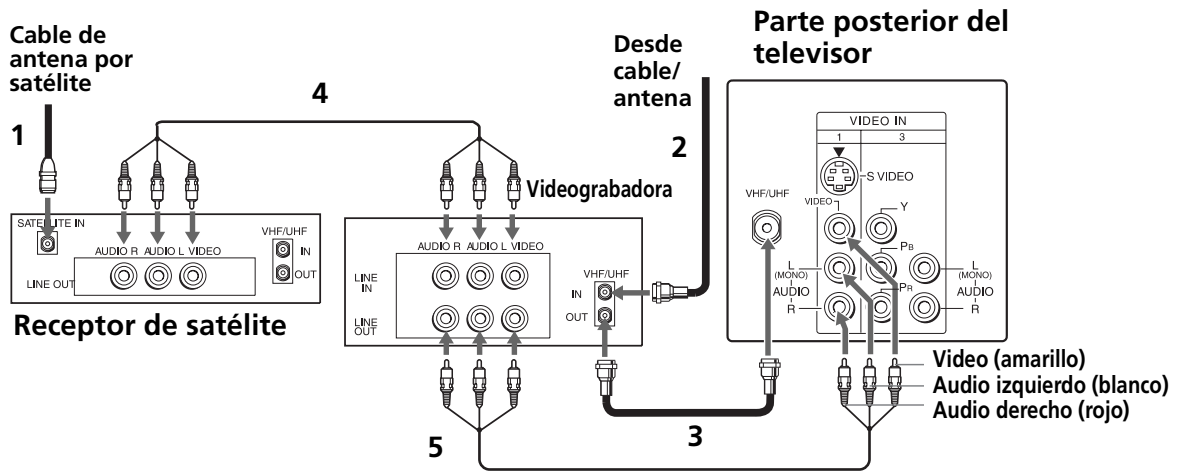 Parte posterior del
televisor
Cable de
antena por
satélite
Desde
cable/
antena
1
4
2
VIDEO IN
1
3
S VIDEO
Videograbadora
VHF/UHF
VIDEO
Y
SATELLITE IN
AUDIO R AUDIO L VIDEO
VHF/UHF
IN
OUT
LINE OUT
Receptor de satélite
AUDIO R AUDIO L VIDEO
LINE
IN
LINE
OUT
VHF/UHF
IN
OUT
PB
L
(MONO)
AUDIO
R
PR
L
(MONO)
AUDIO
R
Video (amarillo)
Audio izquierdo (blanco)
Audio derecho (rojo)
3
5